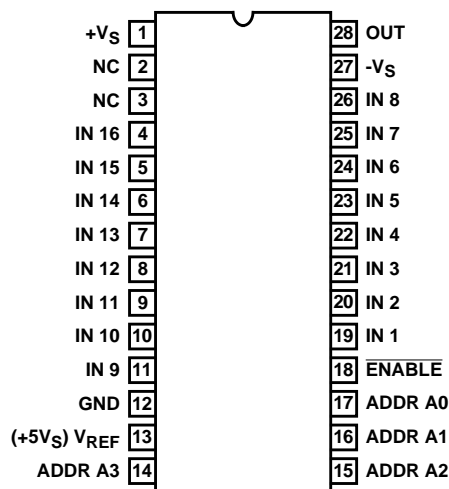 +VS 1 28 OUT
NC 2 27 -VS
NC 3 26 IN 8
IN 16 4 25 IN 7
IN 15 5 24 IN 6
IN 14 6 23 IN 5
IN 13 7 22 IN 4
IN 12 8 21 IN 3
IN 11 9 20 IN 2
IN 10 10 19 IN 1
IN 9 11 18 ENABLE
GND 12 17 ADDR A0
(+5VS) VREF 13 16 ADDR A1
ADDR A3 14 15 ADDR A2